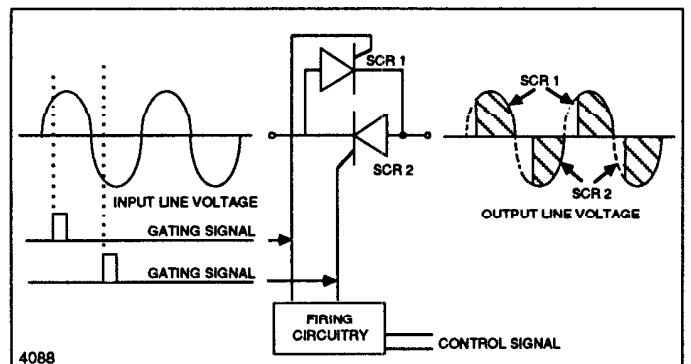 SCR 1
SCR 1
SCR 2
INPUT LINE VOLTAGE
SCR 2
OUTPUT LINE VOLTAGE
GATING SIGNAL
GATING SIGNAL
FIRING
CIRCUITRY
CONTROL SIGNAL
4088